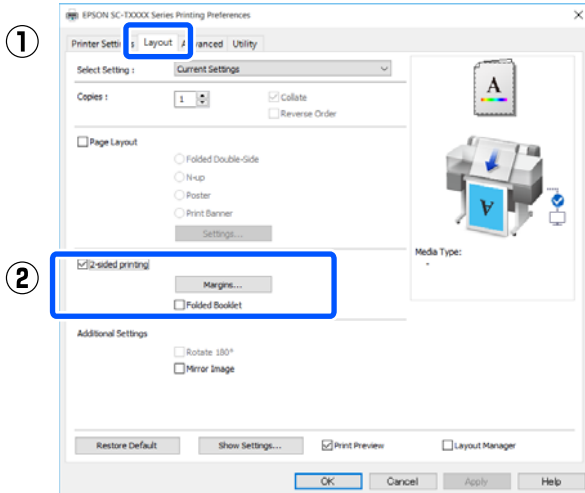 EPSON SC-TXXXX Series Printing Preferences
①
Layout
Advanced
Utility
Select Setting :
Current Settings
Copies :
1
Collate
Reverse Order
A
Page Layout
Folded Double-Side
N-up
Poster
Print Banner
Settings...
A
Media Type:
-
②
2-sided printing
Margins...
Folded Booklet
Additional Settings
Rotate 180°
Mirror Image
Restore Default
Show Settings...
Print Preview
Layout Manager
OK
Cancel
Apply
Help